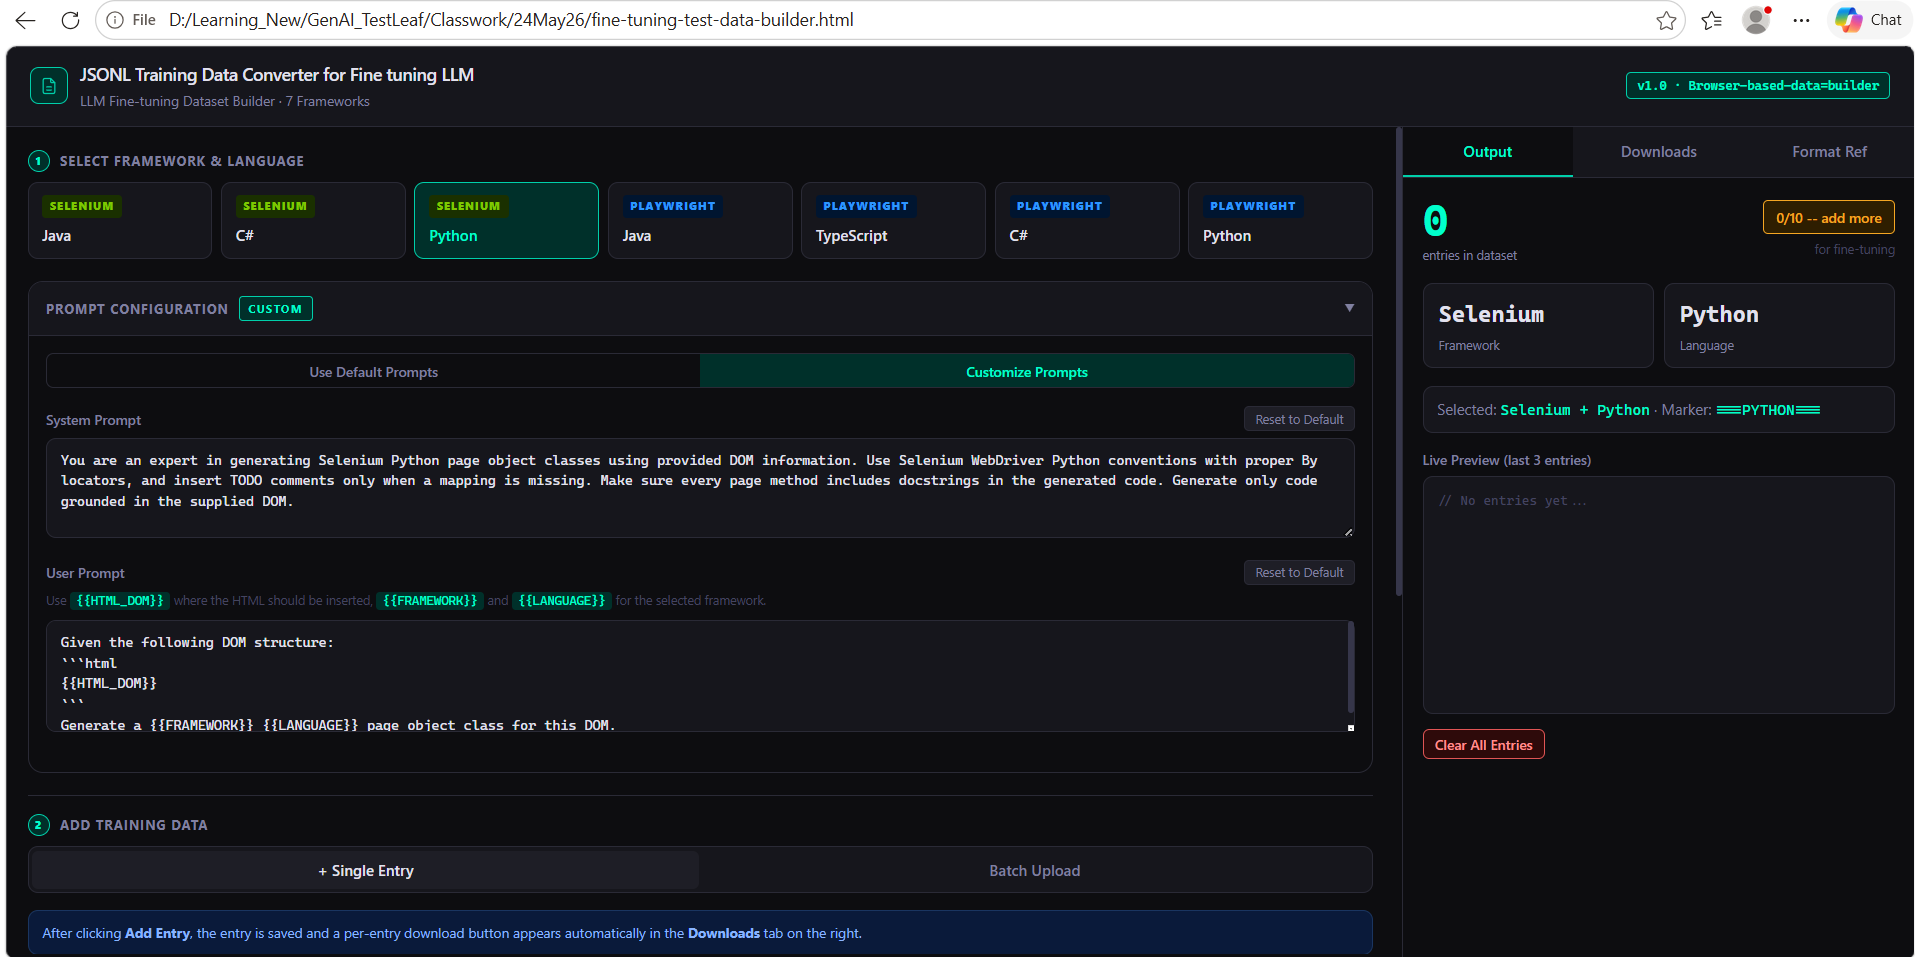 File D:/Learning_New/GenAI_TestLeaf/Classwork/24May26/fine-tuning-test-data-builder.html
Chat
JSONL Training Data Converter for Fine tuning LLM
LLM Fine-tuning Dataset Builder · 7 Frameworks
v1.0 · Browser-based-data=builder
1 SELECT FRAMEWORK & LANGUAGE
SELENIUM
Java
SELENIUM
C#
SELENIUM
Python
PLAYWRIGHT
Java
PLAYWRIGHT
TypeScript
PLAYWRIGHT
C#
PLAYWRIGHT
Python
PROMPT CONFIGURATION CUSTOM
Use Default Prompts
Customize Prompts
System Prompt
Reset to Default
You are an expert in generating Selenium Python page object classes using provided DOM information. Use Selenium WebDriver Python conventions with proper By
locators, and insert TODO comments only when a mapping is missing. Make sure every page method includes docstrings in the generated code. Generate only code
grounded in the supplied DOM.
User Prompt
Reset to Default
Use {{HTML_DOM}} where the HTML should be inserted, {{FRAMEWORK}} and {{LANGUAGE}} for the selected framework.
Given the following DOM structure:
```html
{{HTML_DOM}}
```
Generate a {{FRAMEWORK}} {{LANGUAGE}} page object class for this DOM.
2 ADD TRAINING DATA
+ Single Entry
Batch Upload
After clicking Add Entry, the entry is saved and a per-entry download button appears automatically in the Downloads tab on the right.
Output
Downloads
Format Ref
0
entries in dataset
0/10 -- add more
for fine-tuning
Selenium
Framework
Python
Language
Selected: Selenium + Python · Marker: ===PYTHON===
Live Preview (last 3 entries)
// No entries yet...
Clear All Entries